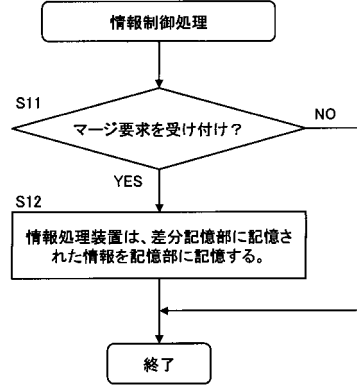 情報制御処理
S11
マージ要求を受け付け？
NO
YES
S12
情報処理装置は、差分記憶部に記憶さ
れた情報を記憶部に記憶する。
終了